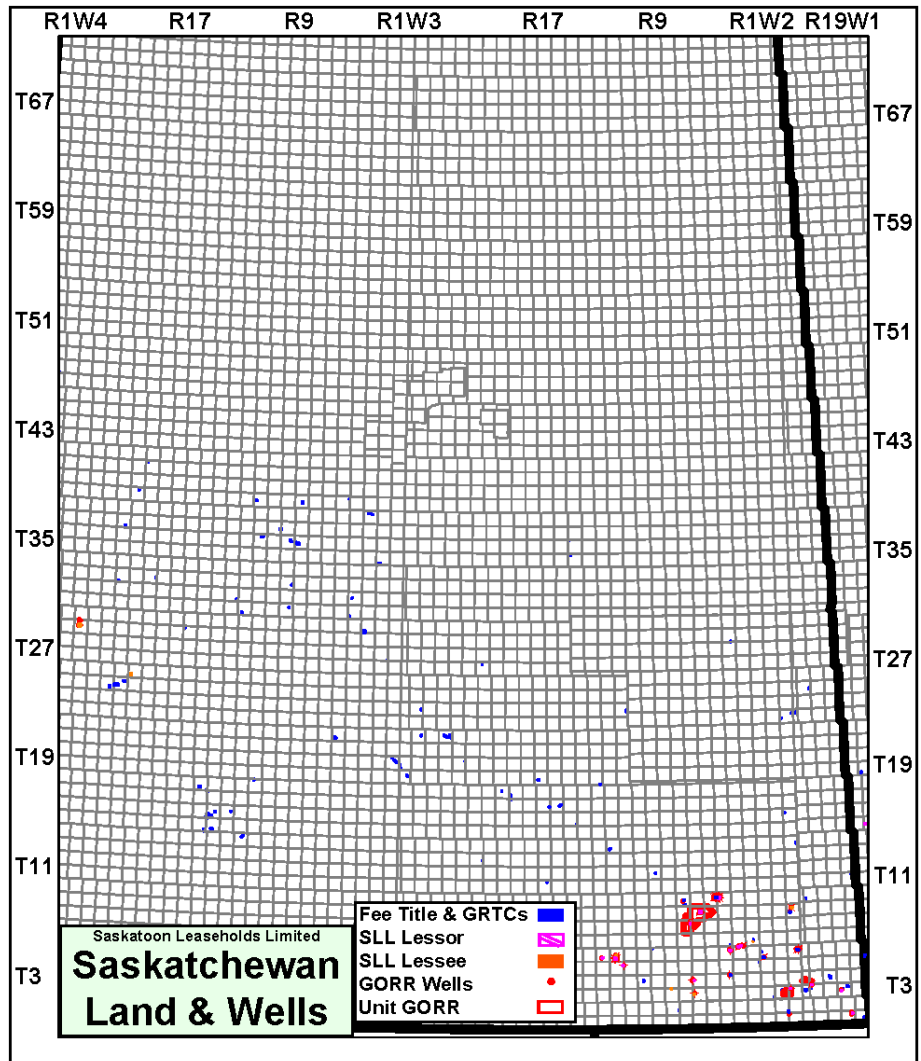 R1W4 R17 R9 R1W3 R17 R9 R1W2 R19W1
T67 T67
T59 T59
T51 T51
T43 T43
T35 T35
T27 T27
T19 T19
T11 T11
T3 T3
Fee Title & GRTCs
SLL Lessor
SLL Lessee
GORR Wells
Unit GORR
Saskatoon Leaseholds Limited
Saskatchewan
Land & Wells